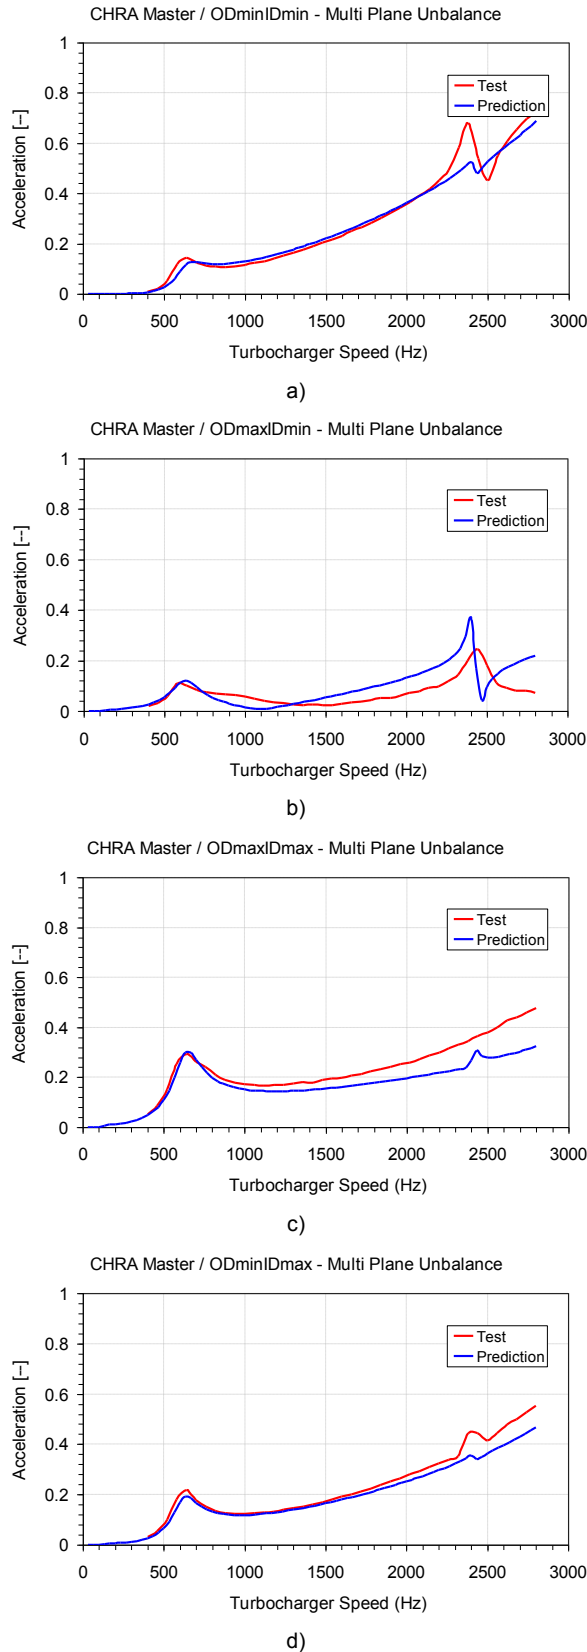 CHRA Master / ODminIDmin - Multi Plane Unbalance
1
0.8
0.6
0.4
0.2
0
Acceleration [--]
Test
Prediction
0 500 1000 1500 2000 2500 3000
Turbocharger Speed (Hz)
a)
CHRA Master / ODmaxIDmin - Multi Plane Unbalance
1
0.8
0.6
0.4
0.2
0
Acceleration [--]
Test
Prediction
0 500 1000 1500 2000 2500 3000
Turbocharger Speed (Hz)
b)
CHRA Master / ODmaxIDmax - Multi Plane Unbalance
1
0.8
0.6
0.4
0.2
0
Acceleration [--]
Test
Prediction
0 500 1000 1500 2000 2500 3000
Turbocharger Speed (Hz)
c)
CHRA Master / ODminIDmax - Multi Plane Unbalance
1
0.8
0.6
0.4
0.2
0
Acceleration [--]
Test
Prediction
0 500 1000 1500 2000 2500 3000
Turbocharger Speed (Hz)
d)